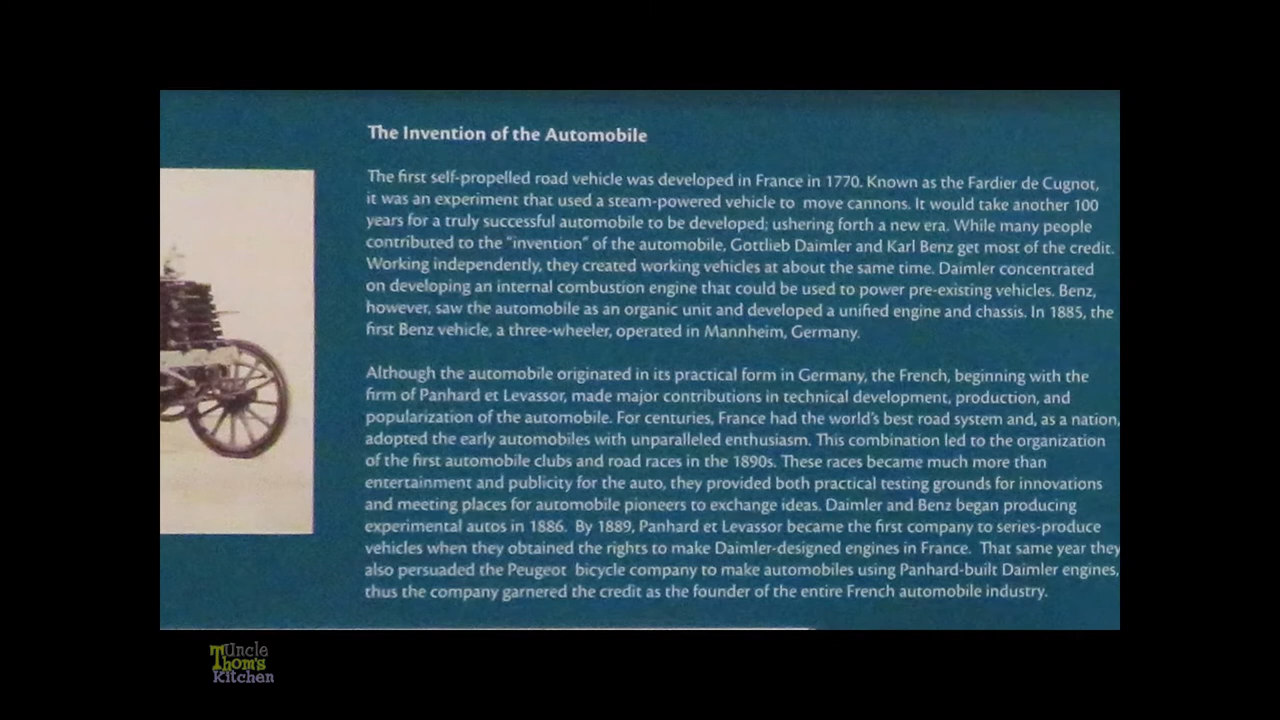 The Invention of the Automobile
The first self-propelled road vehicle was developed in France in 1770. Known as the Fardier de Cugnot,
it was an experiment that used a steam-powered vehicle to move cannons. It would take another 100
years for a truly successful automobile to be developed; ushering forth a new era. While many people
contributed to the "invention" of the automobile, Gottlieb Daimler and Karl Benz get most of the credit.
Working independently, they created working vehicles at about the same time. Daimler concentrated
on developing an internal combustion engine that could be used to power pre-existing vehicles. Benz,
however, saw the automobile as an organic unit and developed a unified engine and chassis. In 1885, the
first Benz vehicle, a three-wheeler, operated in Mannheim, Germany.
Although the automobile originated in its practical form in Germany, the French, beginning with the
firm of Panhard et Levassor, made major contributions in technical development, production, and
popularization of the automobile. For centuries, France had the world's best road system and, as a nation,
adopted the early automobiles with unparalleled enthusiasm. This combination led to the organization
of the first automobile clubs and road races in the 1890s. These races became much more than
entertainment and publicity for the auto, they provided both practical testing grounds for innovations
and meeting places for automobile pioneers to exchange ideas. Daimler and Benz began producing
experimental autos in 1886. By 1889, Panhard et Levassor became the first company to series-produce
vehicles when they obtained the rights to make Daimler-designed engines in France. That same year they
also persuaded the Peugeot bicycle company to make automobiles using Panhard-built Daimler engines,
thus the company garnered the credit as the founder of the entire French automobile industry.
Uncle
Thom's
Kitchen